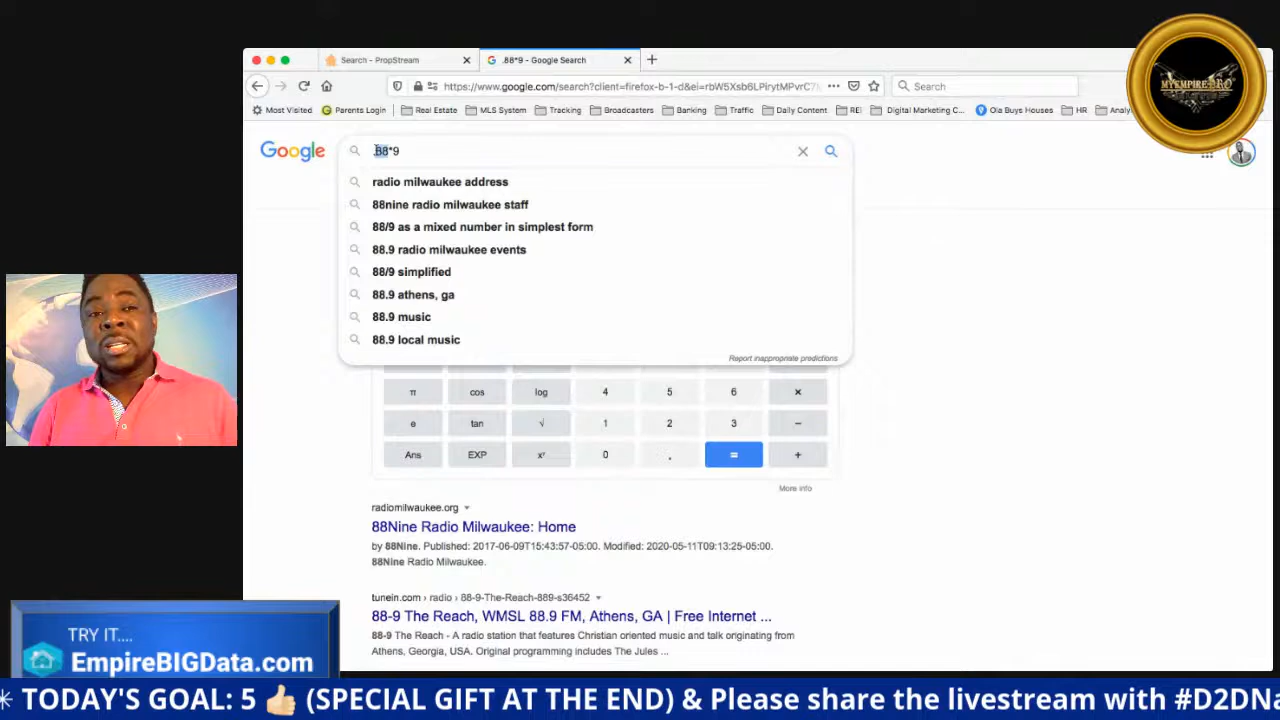 Search - PropStream
.88*9 - Google Search
https://www.google.com/search?client=firefox-b-1-d&ei=rbW5Xsb6LPirytMPvrC7
Search
Most Visited
Parents Login
Real Estate
MLS System
Tracking
Broadcasters
Banking
Traffic
Daily Content
REI
Digital Marketing C...
Ola Buys Houses
HR
Analy
MYEMPIREPRO
Google
.88*9
radio milwaukee address
88nine radio milwaukee staff
88/9 as a mixed number in simplest form
88.9 radio milwaukee events
88/9 simplified
88.9 athens, ga
88.9 music
88.9 local music
Report inappropriate predictions
π cos log 4 5 6 ×
e tan √ 1 2 3 −
Ans EXP xʸ 0 . = +
More info
radiomilwaukee.org
88Nine Radio Milwaukee: Home
by 88Nine. Published: 2017-06-09T15:43:57-05:00. Modified: 2020-05-11T09:13:25-05:00.
88Nine Radio Milwaukee.
tunein.com › radio › 88-9-The-Reach-889-s36452
88-9 The Reach, WMSL 88.9 FM, Athens, GA | Free Internet ...
88-9 The Reach - A radio station that features Christian oriented music and talk originating from
Athens, Georgia, USA. Original programming includes The Jules ...
TRY IT....
EmpireBIGData.com
TODAY'S GOAL: 5 👍🏼 (SPECIAL GIFT AT THE END) & Please share the livestream with #D2DNa